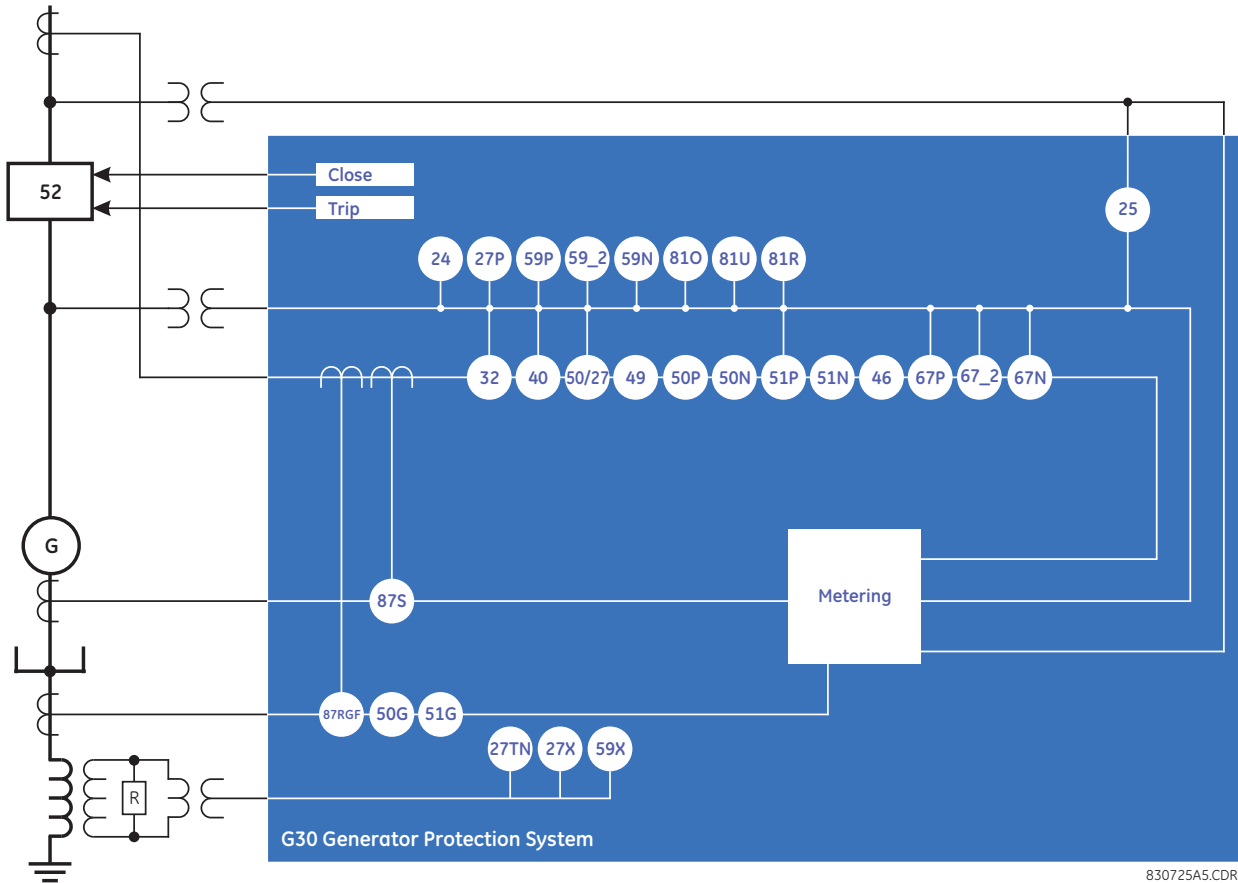 52
Close
Trip
25
24 27P 59P 59_2 59N 81O 81U 81R
32 40 50/27 49 50P 50N 51P 51N 46 67P 67_2 67N
G
Metering
87S
87RGF 50G 51G
27TN 27X 59X
R
G30 Generator Protection System
830725A5.CDR